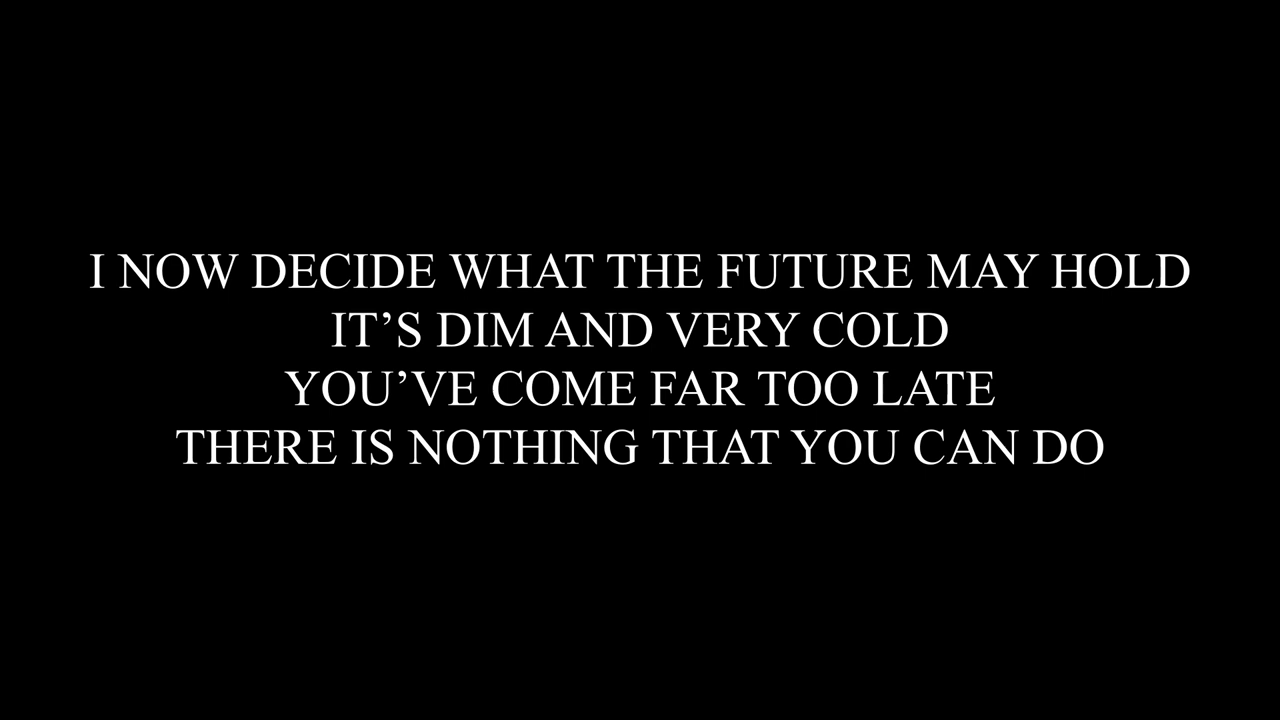 I NOW DECIDE WHAT THE FUTURE MAY HOLD
IT’S DIM AND VERY COLD
YOU’VE COME FAR TOO LATE
THERE IS NOTHING THAT YOU CAN DO